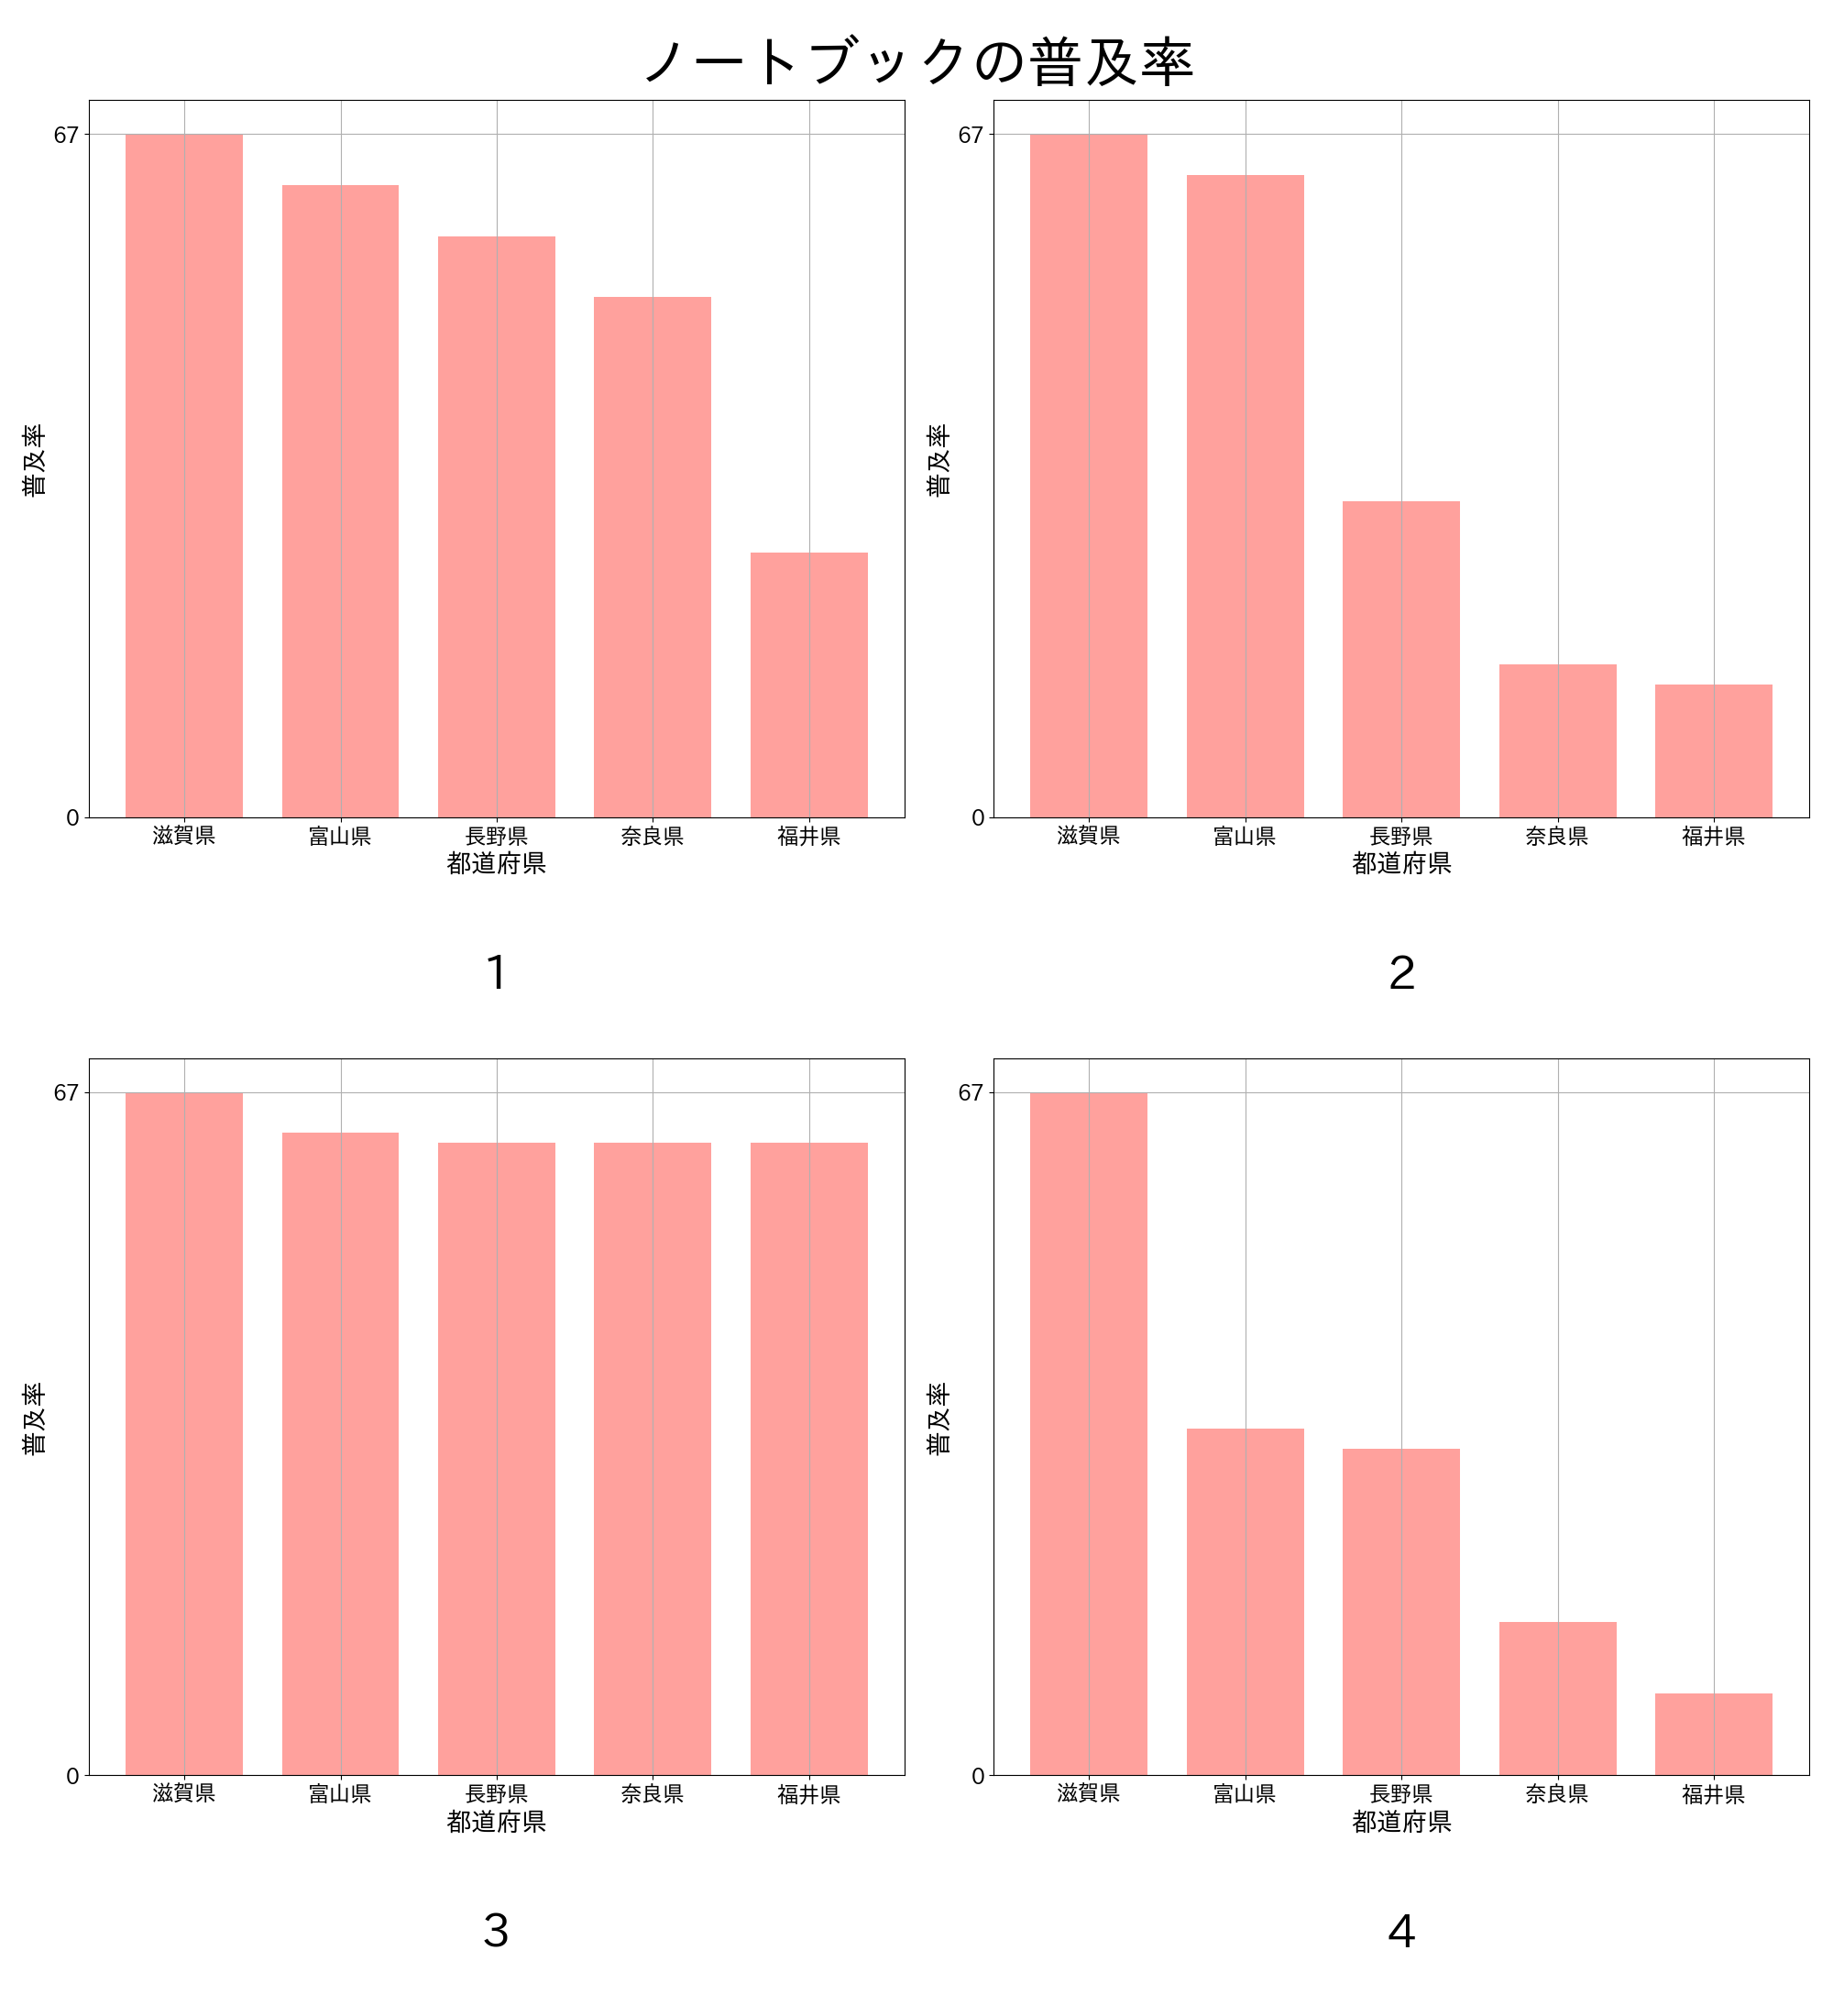 ノートブックの普及率
67
0
普及率
滋賀県 富山県 長野県 奈良県 福井県
都道府県
1
67
0
普及率
滋賀県 富山県 長野県 奈良県 福井県
都道府県
2
67
0
普及率
滋賀県 富山県 長野県 奈良県 福井県
都道府県
3
67
0
普及率
滋賀県 富山県 長野県 奈良県 福井県
都道府県
4